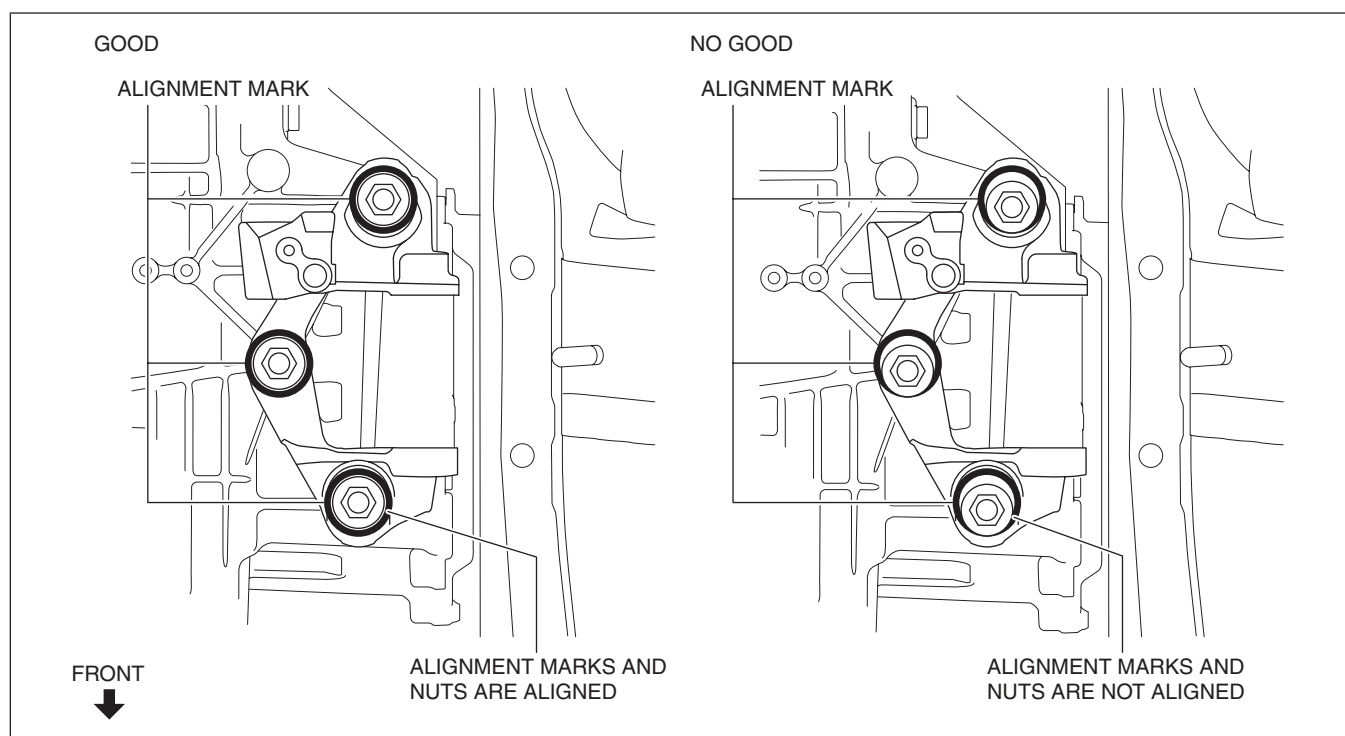 GOOD
NO GOOD
ALIGNMENT MARK
ALIGNMENT MARK
FRONT
ALIGNMENT MARKS AND
NUTS ARE ALIGNED
ALIGNMENT MARKS AND
NUTS ARE NOT ALIGNED